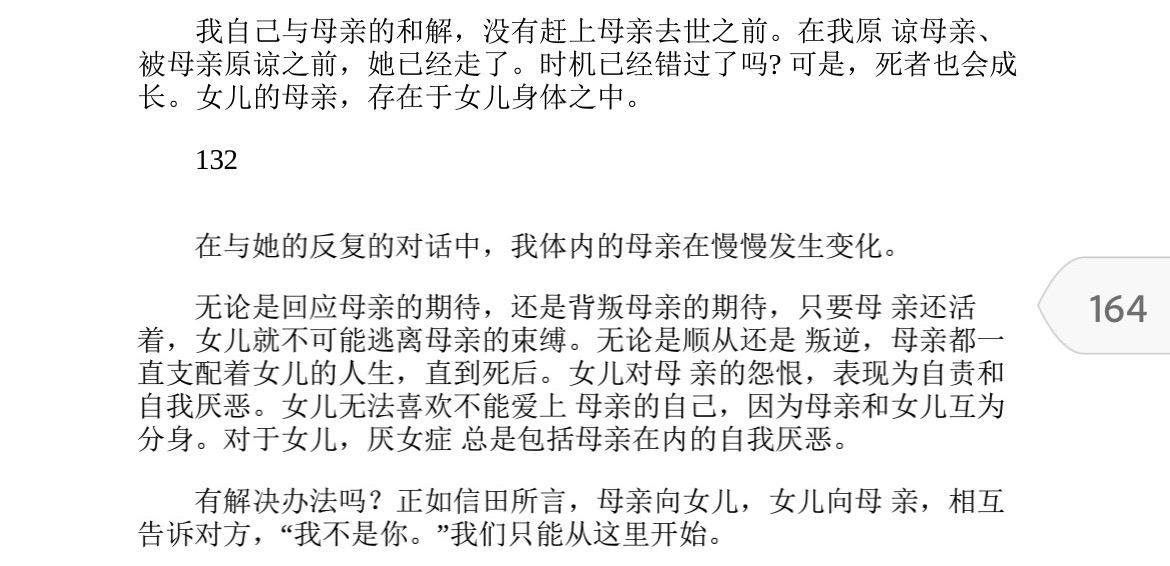 我自己与母亲的和解，没有赶上母亲去世之前。在我原 谅母亲、
被母亲原谅之前，她已经走了。时机已经错过了吗? 可是，死者也会成
长。女儿的母亲，存在于女儿身体之中。
132
在与她的反复的对话中，我体内的母亲在慢慢发生变化。
无论是回应母亲的期待，还是背叛母亲的期待，只要母 亲还活
着，女儿就不可能逃离母亲的束缚。无论是顺从还是 叛逆，母亲都一
直支配着女儿的人生，直到死后。女儿对母 亲的怨恨，表现为自责和
自我厌恶。女儿无法喜欢不能爱上 母亲的自己，因为母亲和女儿互为
分身。对于女儿，厌女症 总是包括母亲在内的自我厌恶。
有解决办法吗？正如信田所言，母亲向女儿，女儿向母 亲，相互
告诉对方，“我不是你。”我们只能从这里开始。
164